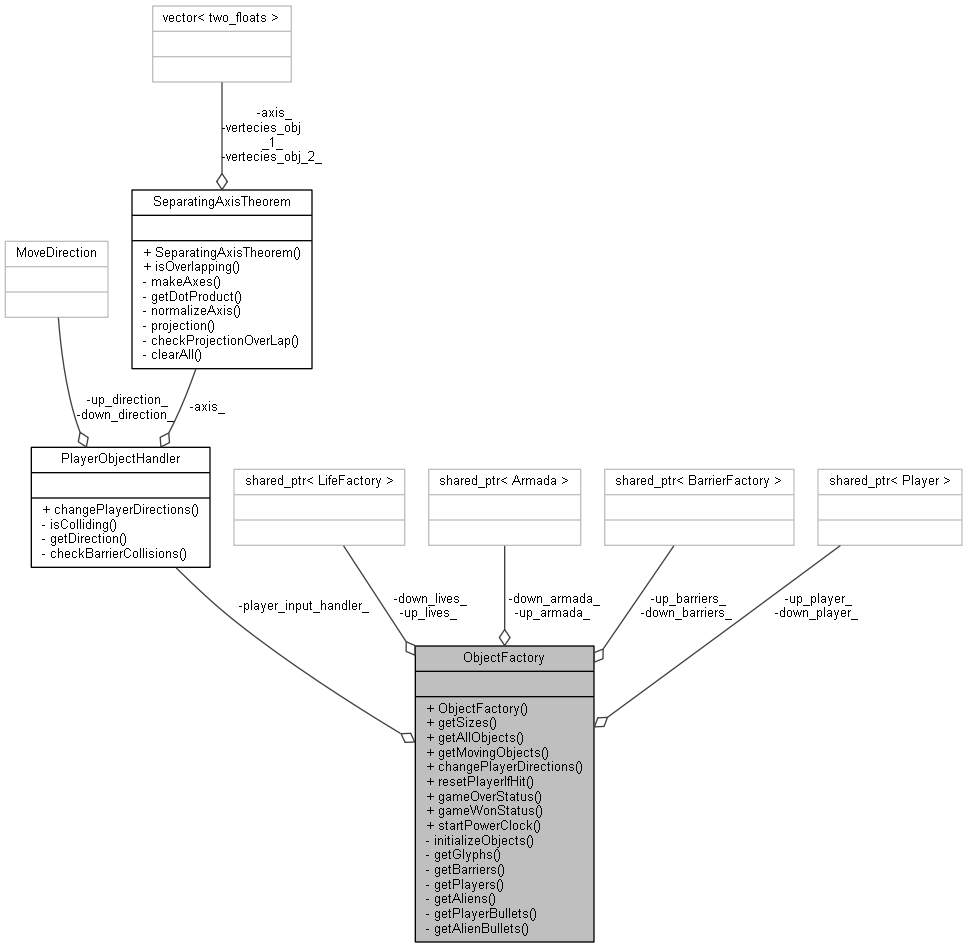 vector< two_floats >
-axis_
-vertecies_obj
_1_
-vertecies_obj_2_
SeparatingAxisTheorem
+ SeparatingAxisTheorem()
+ isOverlapping()
- makeAxes()
- getDotProduct()
- normalizeAxis()
- projection()
- checkProjectionOverLap()
- clearAll()
MoveDirection
-up_direction_
-down_direction_
-axis_
PlayerObjectHandler
+ changePlayerDirections()
- isColliding()
- getDirection()
- checkBarrierCollisions()
shared_ptr< LifeFactory >
shared_ptr< Armada >
shared_ptr< BarrierFactory >
shared_ptr< Player >
-player_input_handler_
-down_lives_
-up_lives_
-down_armada_
-up_armada_
-up_barriers_
-down_barriers_
-up_player_
-down_player_
ObjectFactory
+ ObjectFactory()
+ getSizes()
+ getAllObjects()
+ getMovingObjects()
+ changePlayerDirections()
+ resetPlayerIfHit()
+ gameOverStatus()
+ gameWonStatus()
+ startPowerClock()
- initializeObjects()
- getGlyphs()
- getBarriers()
- getPlayers()
- getAliens()
- getPlayerBullets()
- getAlienBullets()